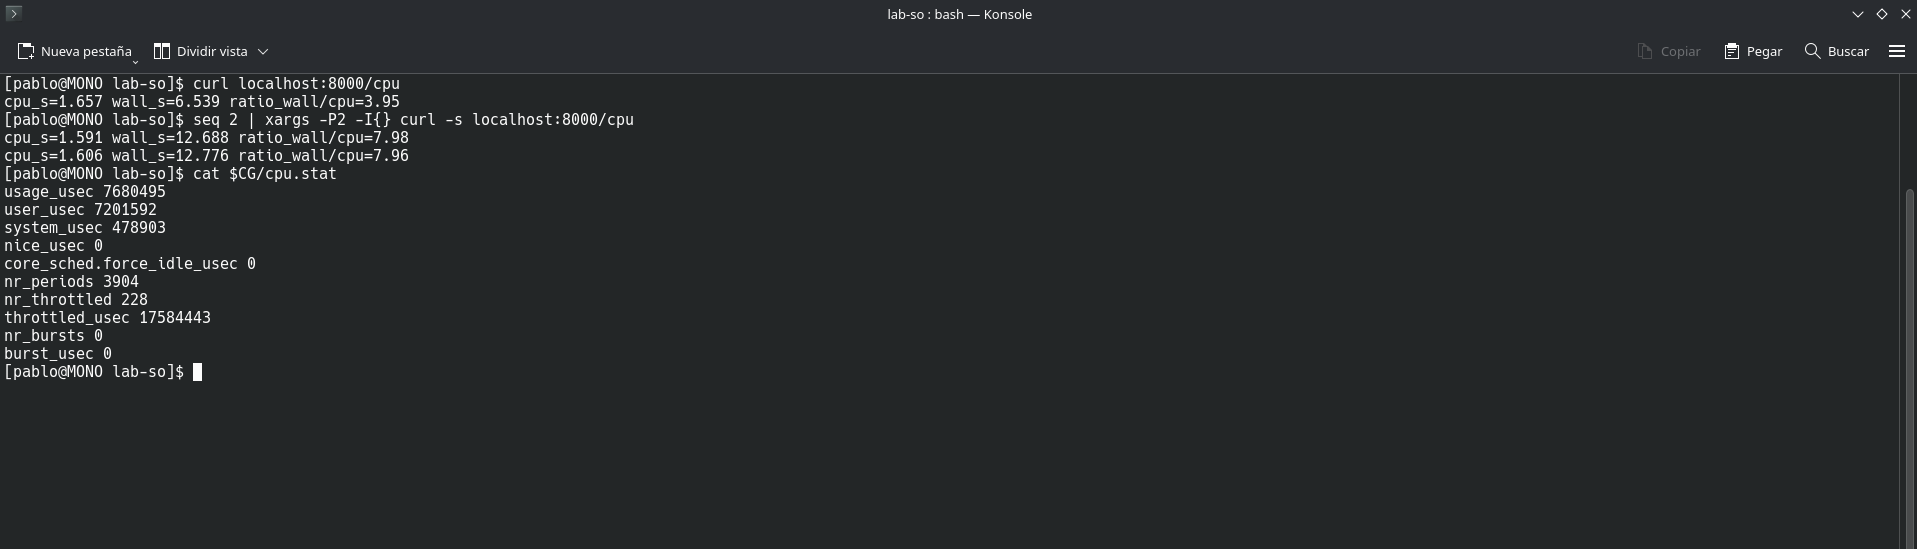 lab-so : bash — Konsole
Nueva pestaña
Dividir vista
Copiar
Pegar
Buscar
[pablo@MONO lab-so]$ curl localhost:8000/cpu
cpu_s=1.657 wall_s=6.539 ratio_wall/cpu=3.95
[pablo@MONO lab-so]$ seq 2 | xargs -P2 -I{} curl -s localhost:8000/cpu
cpu_s=1.591 wall_s=12.688 ratio_wall/cpu=7.98
cpu_s=1.606 wall_s=12.776 ratio_wall/cpu=7.96
[pablo@MONO lab-so]$ cat $CG/cpu.stat
usage_usec 7680495
user_usec 7201592
system_usec 478903
nice_usec 0
core_sched.force_idle_usec 0
nr_periods 3904
nr_throttled 228
throttled_usec 17584443
nr_bursts 0
burst_usec 0
[pablo@MONO lab-so]$